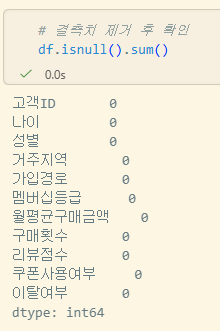 # 결측치 제거 후 확인
df.isnull().sum()
0.0s
고객ID 0
나이 0
성별 0
거주지역 0
가입경로 0
멤버십등급 0
월평균구매금액 0
구매횟수 0
리뷰점수 0
쿠폰사용여부 0
이탈여부 0
dtype: int64